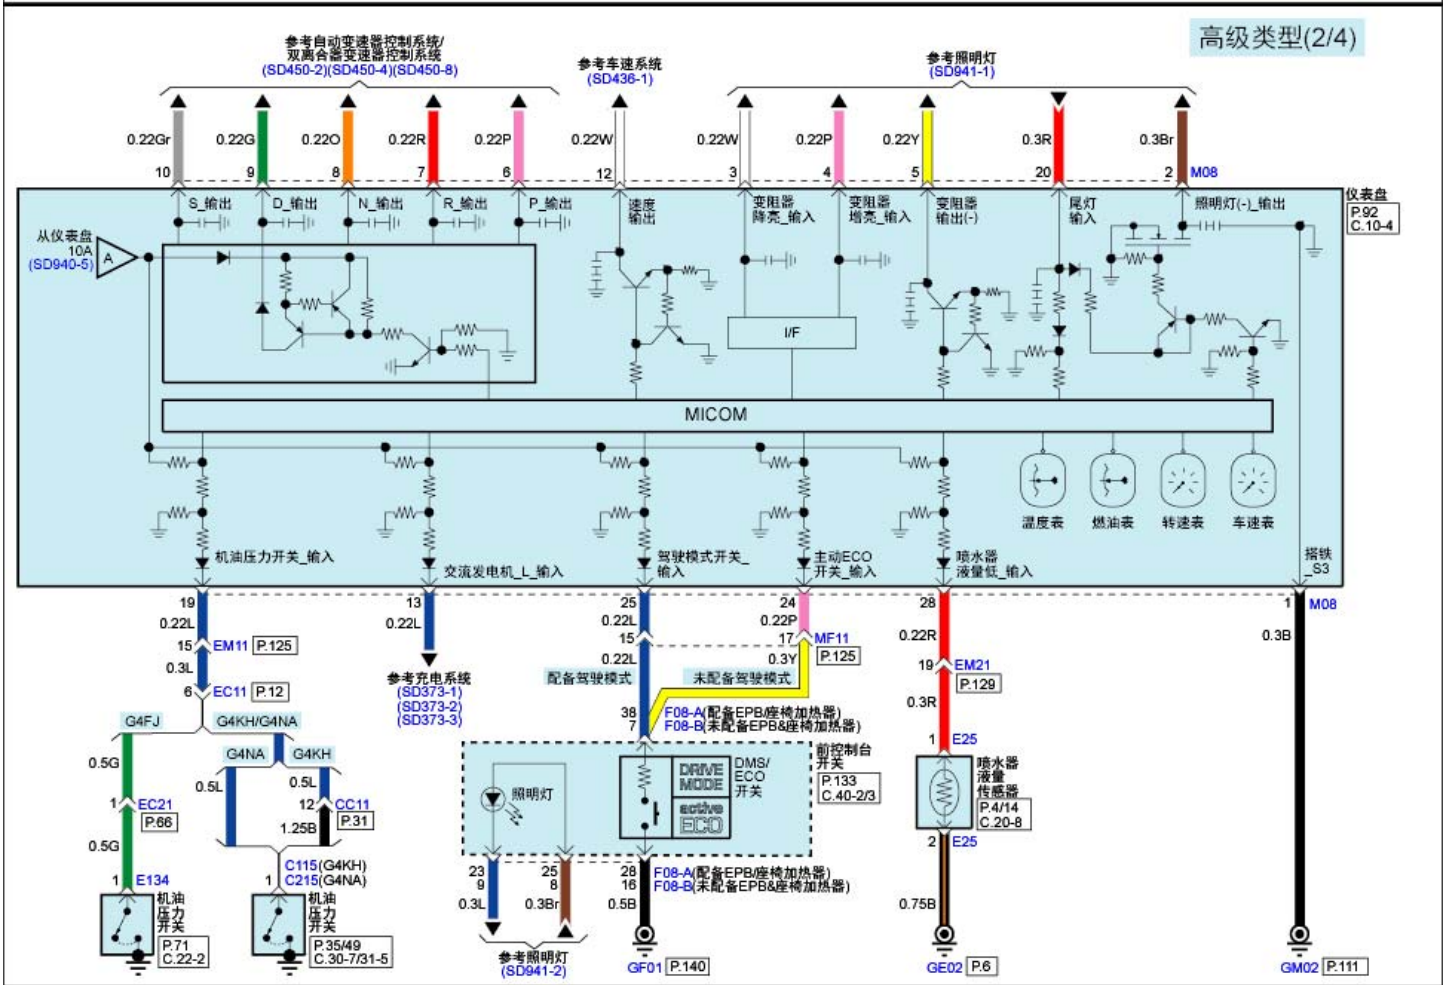 高级类型(2/4)
参考自动变速器控制系统/
双离合器变速器控制系统
(SD450-2)(SD450-4)(SD450-8)
参考车速系统
(SD436-1)
参考照明灯
(SD941-1)
0.22Gr 0.22G 0.22O 0.22R 0.22P 0.22W 0.22W 0.22P 0.22Y 0.3R 0.3Br
10 9 8 7 6 12 3 4 5 20 2 M08
S_输出 D_输出 N_输出 R_输出 P_输出
速度
输出
变阻器
降亮_输入
变阻器
增亮_输入
变阻器
输出(-)
尾灯
输入
照明灯(-)_输出
仪表盘
P.92
C.10-4
从仪表盘
10A
(SD940-5)
A
I/F
MICOM
温度表 燃油表 转速表 车速表
机油压力开关_输入
交流发电机_L_输入
驾驶模式开关_
输入
主动ECO
开关_输入
喷水器
液量低_输入
搭铁
_S3
19 13 25 24 28 1 M08
0.22L 0.22L 0.22L 0.22P 0.22R 0.3B
15 EM11 P.125
0.3L
6 EC11 P.12
参考充电系统
(SD373-1)
(SD373-2)
(SD373-3)
15 17 MF11
P.125
0.22L 0.3Y
配备驾驶模式 未配备驾驶模式
19 EM21
P.129
0.3R
G4FJ G4KH/G4NA
G4NA G4KH
0.5G 0.5L 0.5L
1 EC21
P.66
12 CC11
P.31
1.25B
0.5G
C115(G4KH)
1 C215(G4NA)
1 E134
机油
压力
开关
P.71
C.22-2
机油
压力
开关
P.35/49
C.30-7/31-5
38 F08-A(配备EPB/座椅加热器)
7 F08-B(未配备EPB&座椅加热器)
前控制台
开关
P.133
C.40-2/3
照明灯
DRIVE
MODE
active
ECO
DMS/
ECO
开关
23 25 28 F08-A(配备EPB/座椅加热器)
9 8 16 F08-B(未配备EPB&座椅加热器)
0.3L 0.3Br 0.5B
参考照明灯
(SD941-2)
GF01 P.140
1 E25
喷水器
液量
传感器
P.4/14
C.20-8
2 E25
0.75B
GE02 P.6
GM02 P.111